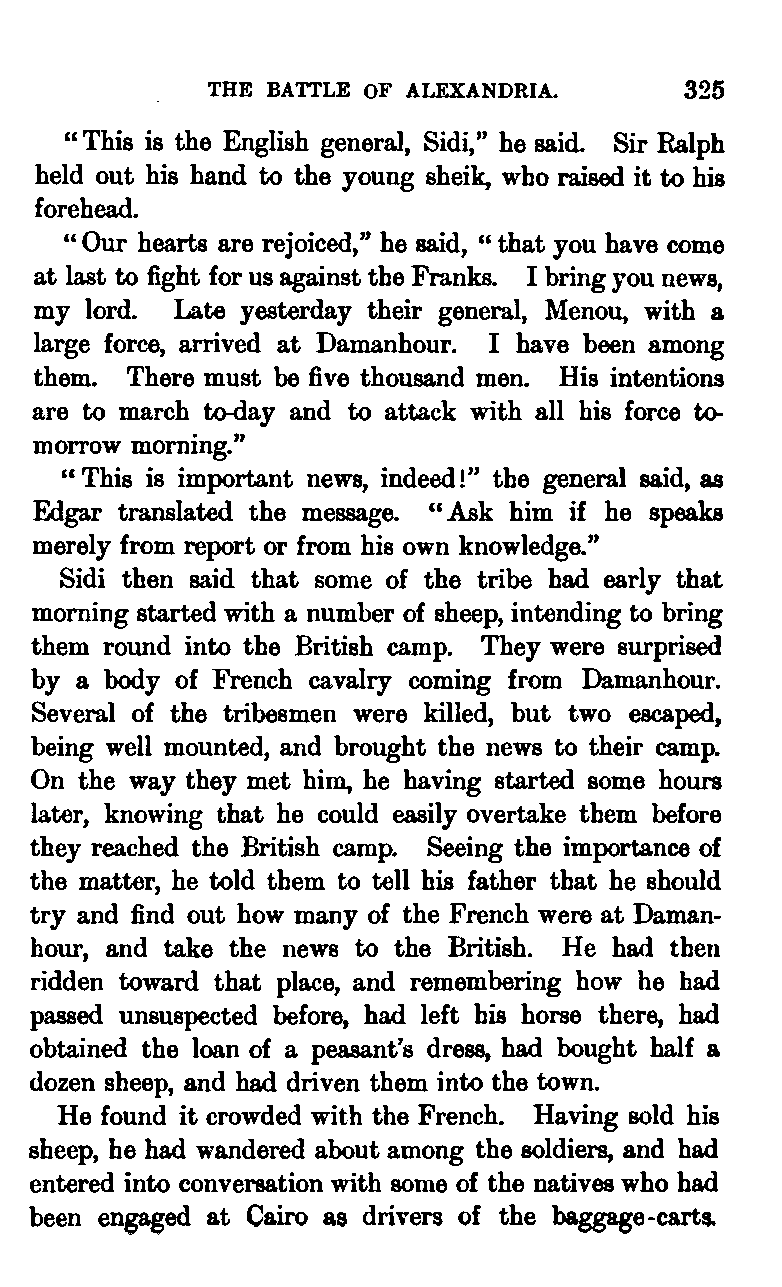 THE BATTLE OF ALEXANDRIA. 325
"This is the English general, Sidi," he said. Sir Ralph
held out his hand to the young sheik, who raised it to his
forehead.
"Our hearts are rejoiced," he said, "that you have come
at last to fight for us against the Franks. I bring you news,
my lord. Late yesterday their general, Menou, with a
large force, arrived at Damanhour. I have been among
them. There must be five thousand men. His intentions
are to march to-day and to attack with all his force to-
morrow morning."
"This is important news, indeed!" the general said, as
Edgar translated the message. "Ask him if he speaks
merely from report or from his own knowledge."
Sidi then said that some of the tribe had early that
morning started with a number of sheep, intending to bring
them round into the British camp. They were surprised
by a body of French cavalry coming from Damanhour.
Several of the tribesmen were killed, but two escaped,
being well mounted, and brought the news to their camp.
On the way they met him, he having started some hours
later, knowing that he could easily overtake them before
they reached the British camp. Seeing the importance of
the matter, he told them to tell his father that he should
try and find out how many of the French were at Daman-
hour, and take the news to the British. He had then
ridden toward that place, and remembering how he had
passed unsuspected before, had left his horse there, had
obtained the loan of a peasant's dress, had bought half a
dozen sheep, and had driven them into the town.
He found it crowded with the French. Having sold his
sheep, he had wandered about among the soldiers, and had
entered into conversation with some of the natives who had
been engaged at Cairo as drivers of the baggage-carts.